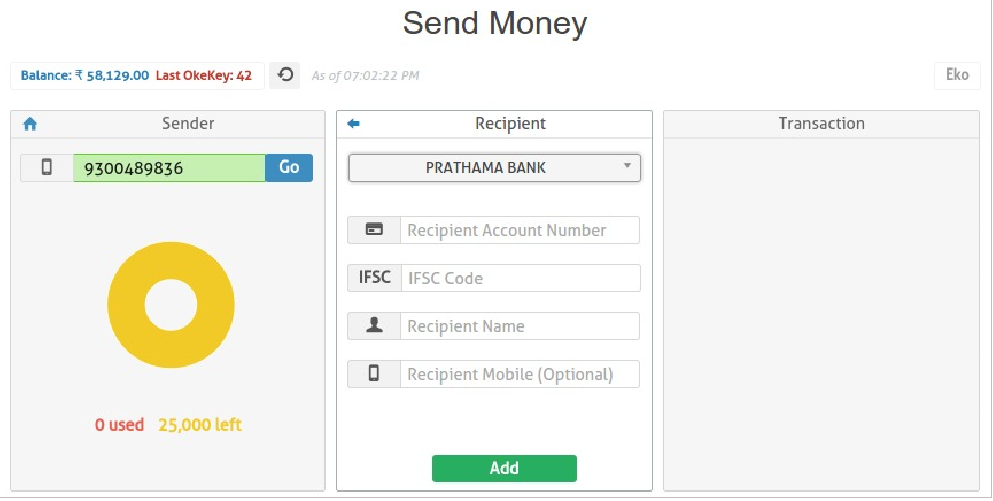 Send Money
Balance: ₹ 58,129.00 Last OkeKey: 42 As of 07:02:22 PM Eko
Sender
9300489836 Go
0 used 25,000 left
Recipient
PRATHAMA BANK
Recipient Account Number
IFSC IFSC Code
Recipient Name
Recipient Mobile (Optional)
Add
Transaction